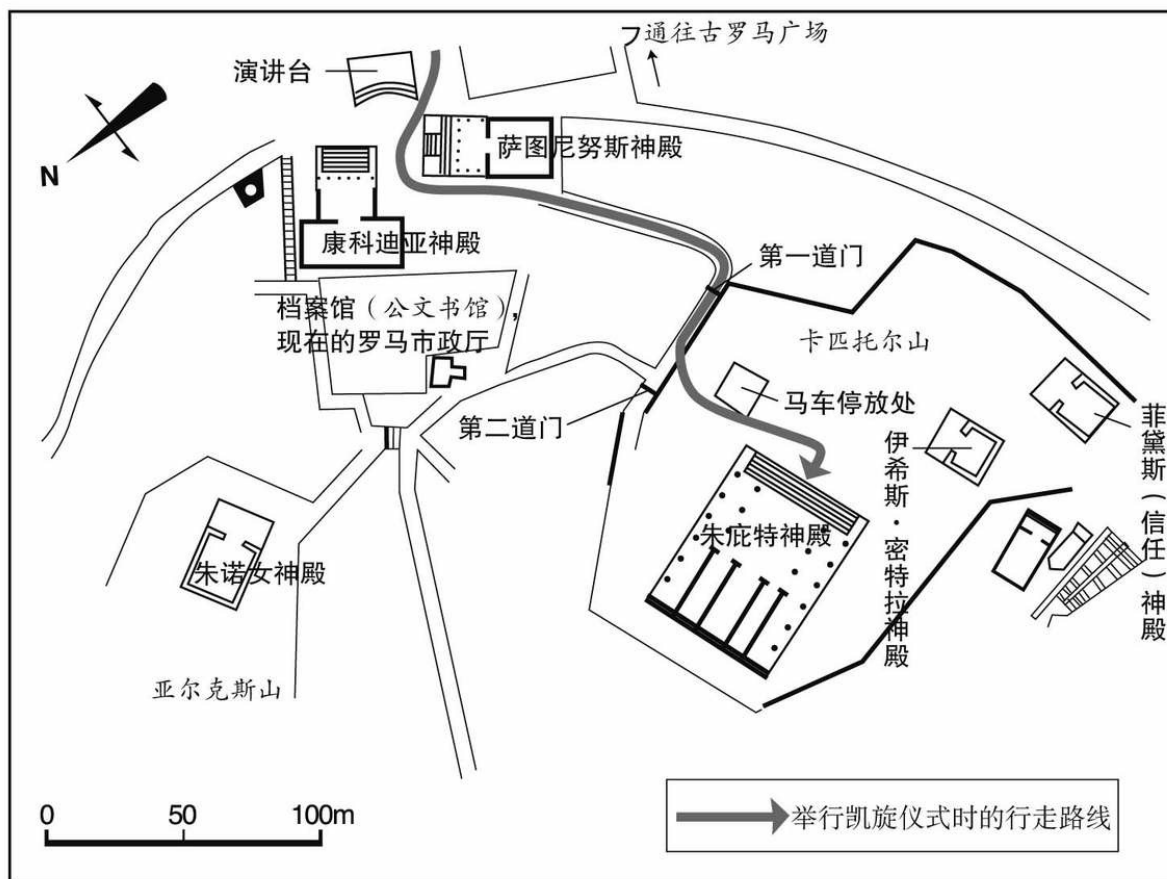 通往古罗马广场
演讲台
萨图尼努斯神殿
N
康科迪亚神殿
第一道门
档案馆（公文书馆），
现在的罗马市政厅
卡匹托尔山
马车停放处
第二道门
伊希斯·密特拉神殿
菲黛斯（信任）神殿
朱庇特神殿
朱诺女神殿
亚尔克斯山
0 50 100m
举行凯旋仪式时的行走路线